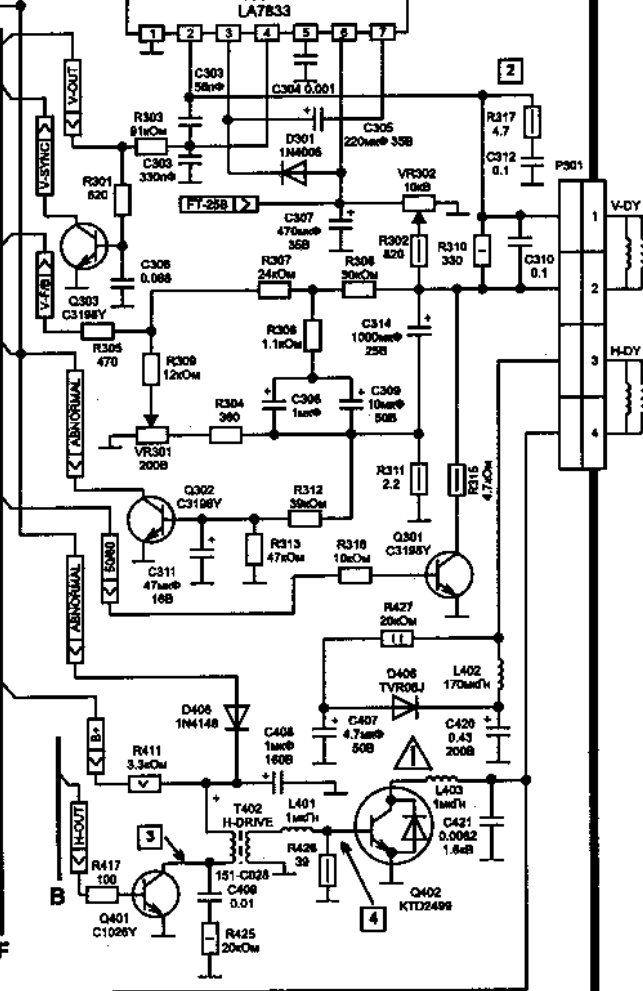 LA7833
1 2 3 4 5 6 7
C303
56пФ
C304 0.001
2
V-OUT
V-SYNC
R303
91кОм
C303
330пФ
C305
220мкФ 35В
D301
1N4006
R317
4.7
C312
0.1
P301
R301
620
FT-25В
VR302
10кВ
V-DY
1
C307
470мкФ
35В
R302
820
R310
330
C310
0.1
2
V-F/B
Q303
C3198Y
C306
0.068
R307
24кОм
R308
30кОм
R305
470
R309
12кОм
R306
1.1кОм
C314
1000мкФ
25В
H-DY
3
ABNORMAL
R304
360
C306
1мкФ
C309
10мкФ
50В
4
VR301
200В
R311
2.2
R315
4.7кОм
Q302
C3198Y
R312
39кОм
Q301
C3198Y
50/60
C311
47мкФ
16В
R313
47кОм
R316
10кОм
ABNORMAL
R427
20кОм
D406
TVR06J
L402
170мкГн
D408
1N4148
C407
4.7мкФ
50В
C420
0.43
200В
B+
R411
3.3кОм
C408
1мкФ
160В
L403
1мкГн
H-OUT
T402
H-DRIVE
L401
1мкГн
C421
0.0062
1.6кВ
3
R417
100
151-C028
R426
39
B
C409
0.01
4
Q402
KTD2499
Q401
C1026Y
R425
20кОм